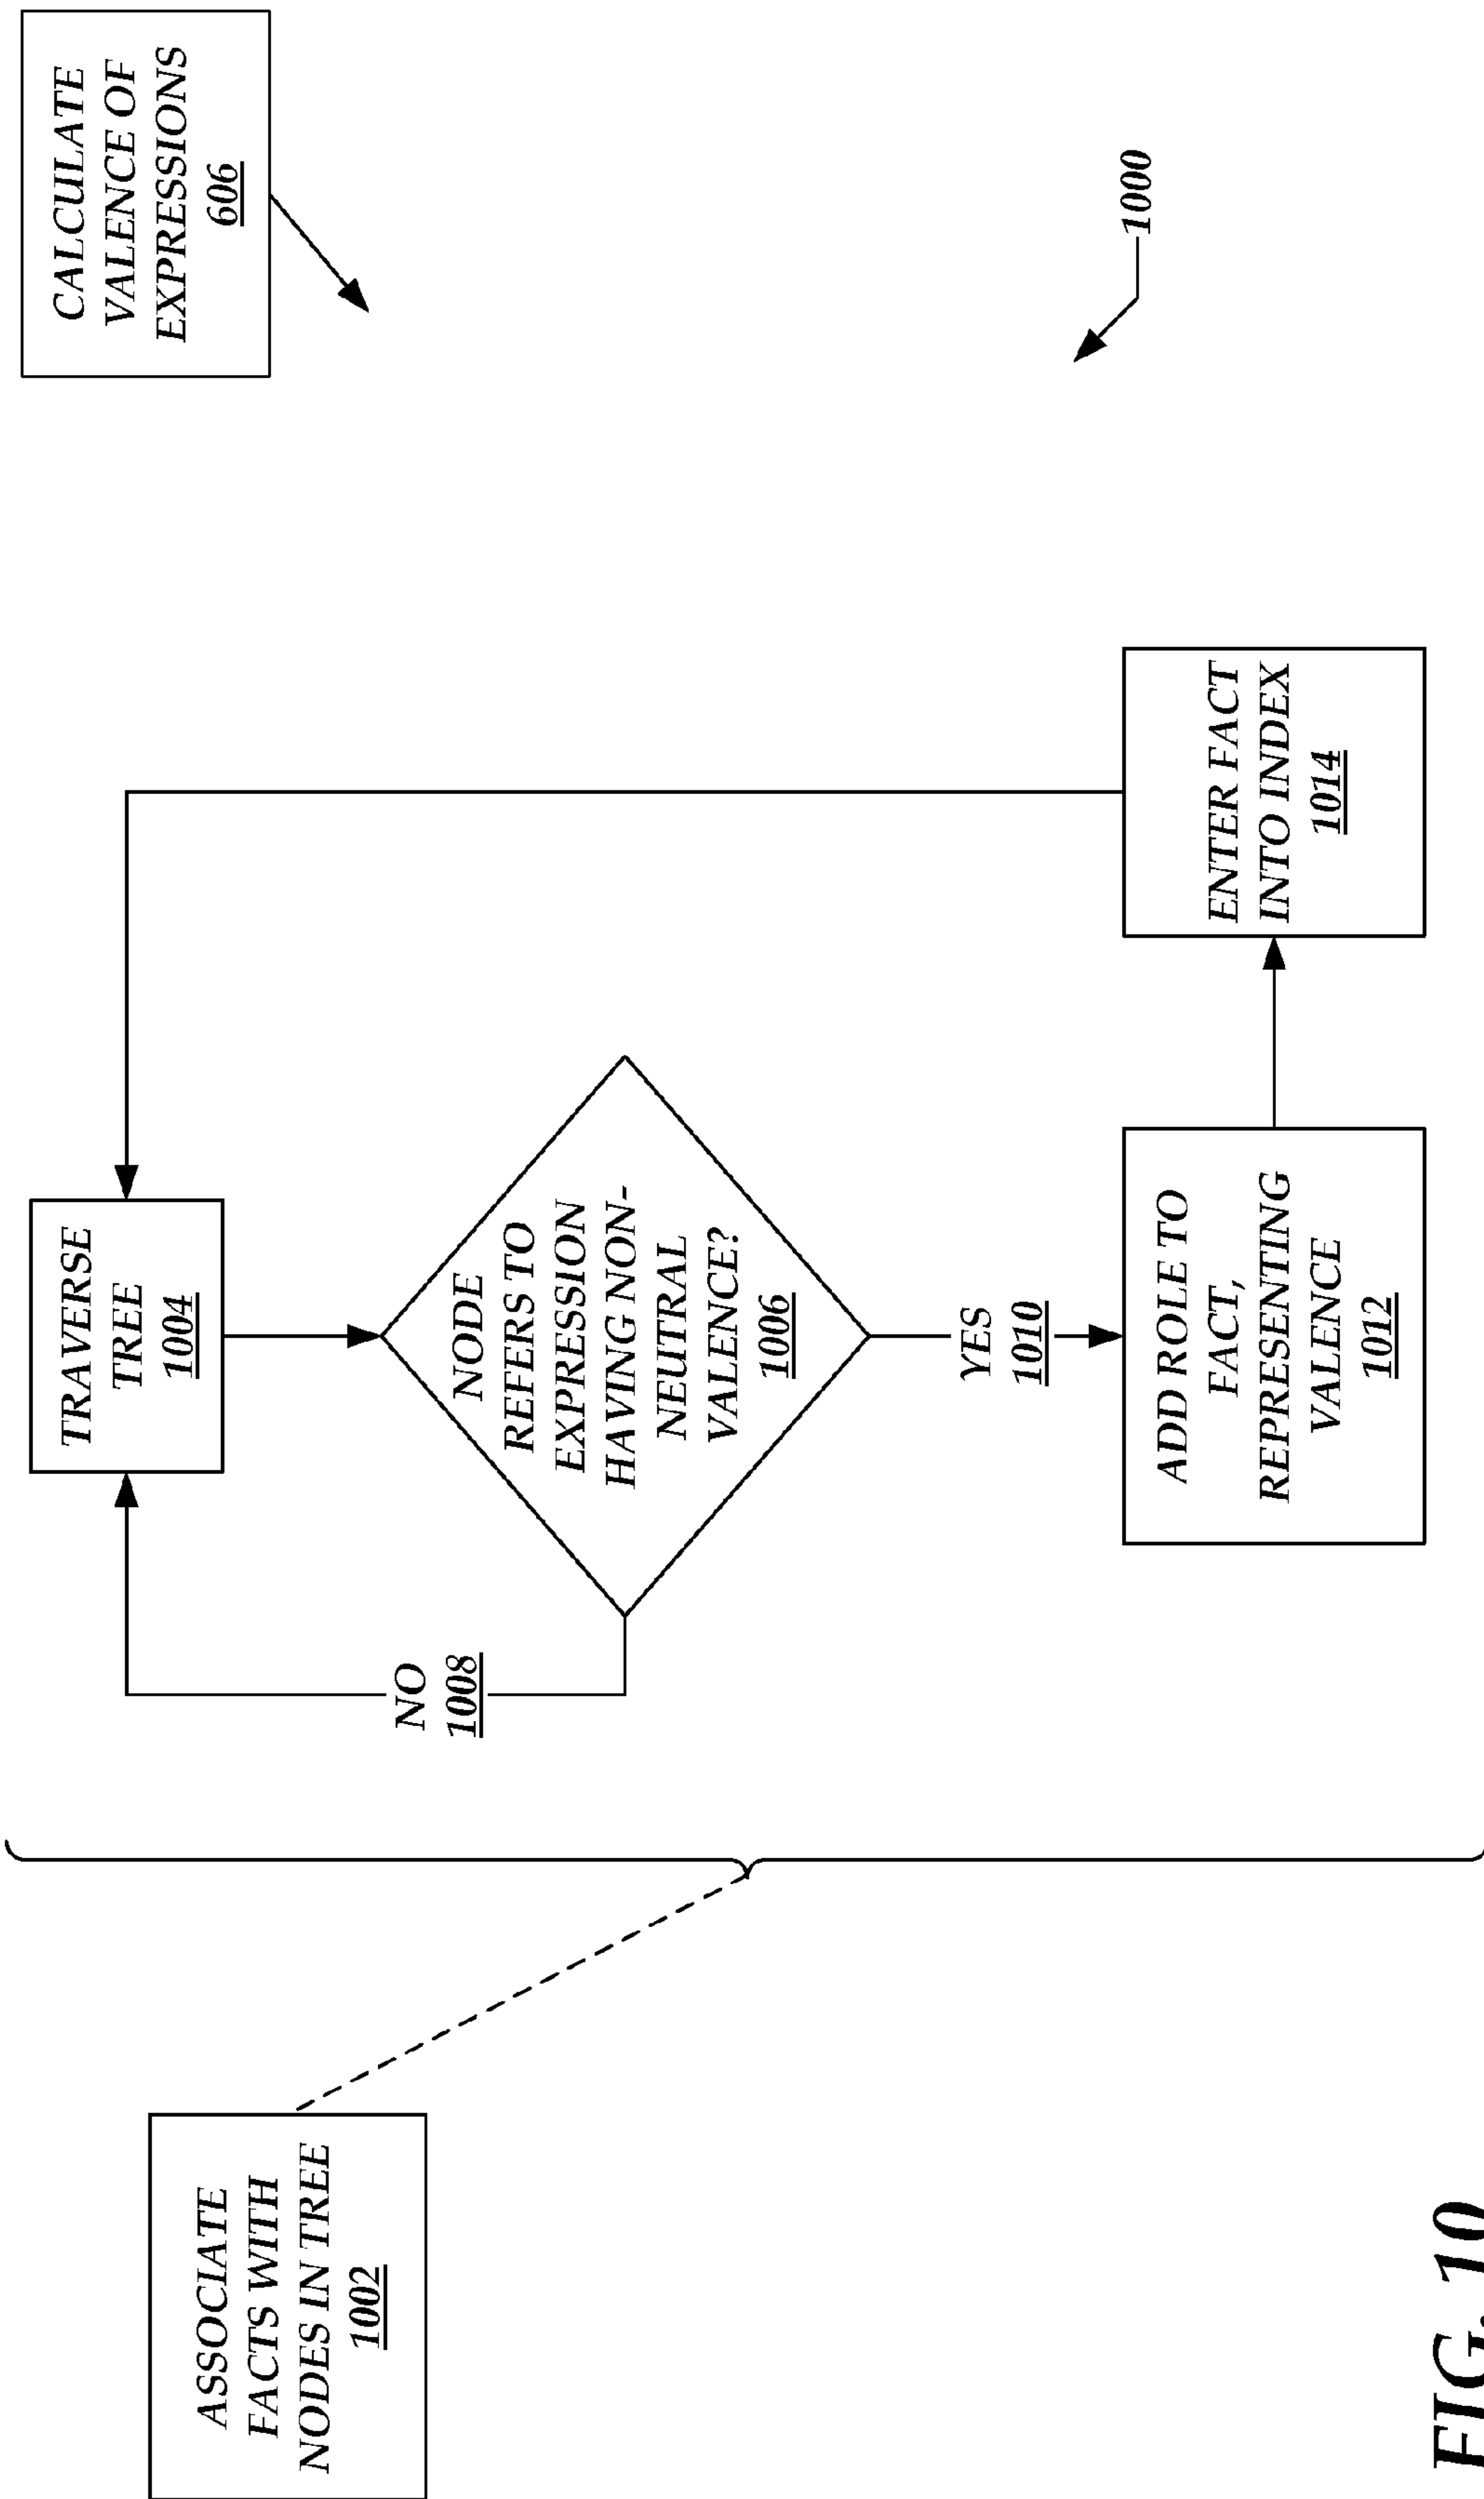 CALCULATE
VALENCE OF
EXPRESSIONS
606
ASSOCIATE
FACTS WITH
NODES IN TREE
1002
TRAVERSE
TREE
1004
NO
1008
NODE
REFERS TO
EXPRESSION
HAVING NON-
NEUTRAL
VALENCE?
1006
YES
1010
ADD ROLE TO
FACT,
REPRESENTING
VALENCE
1012
ENTER FACT
INTO INDEX
1014
1000
FIG. 10